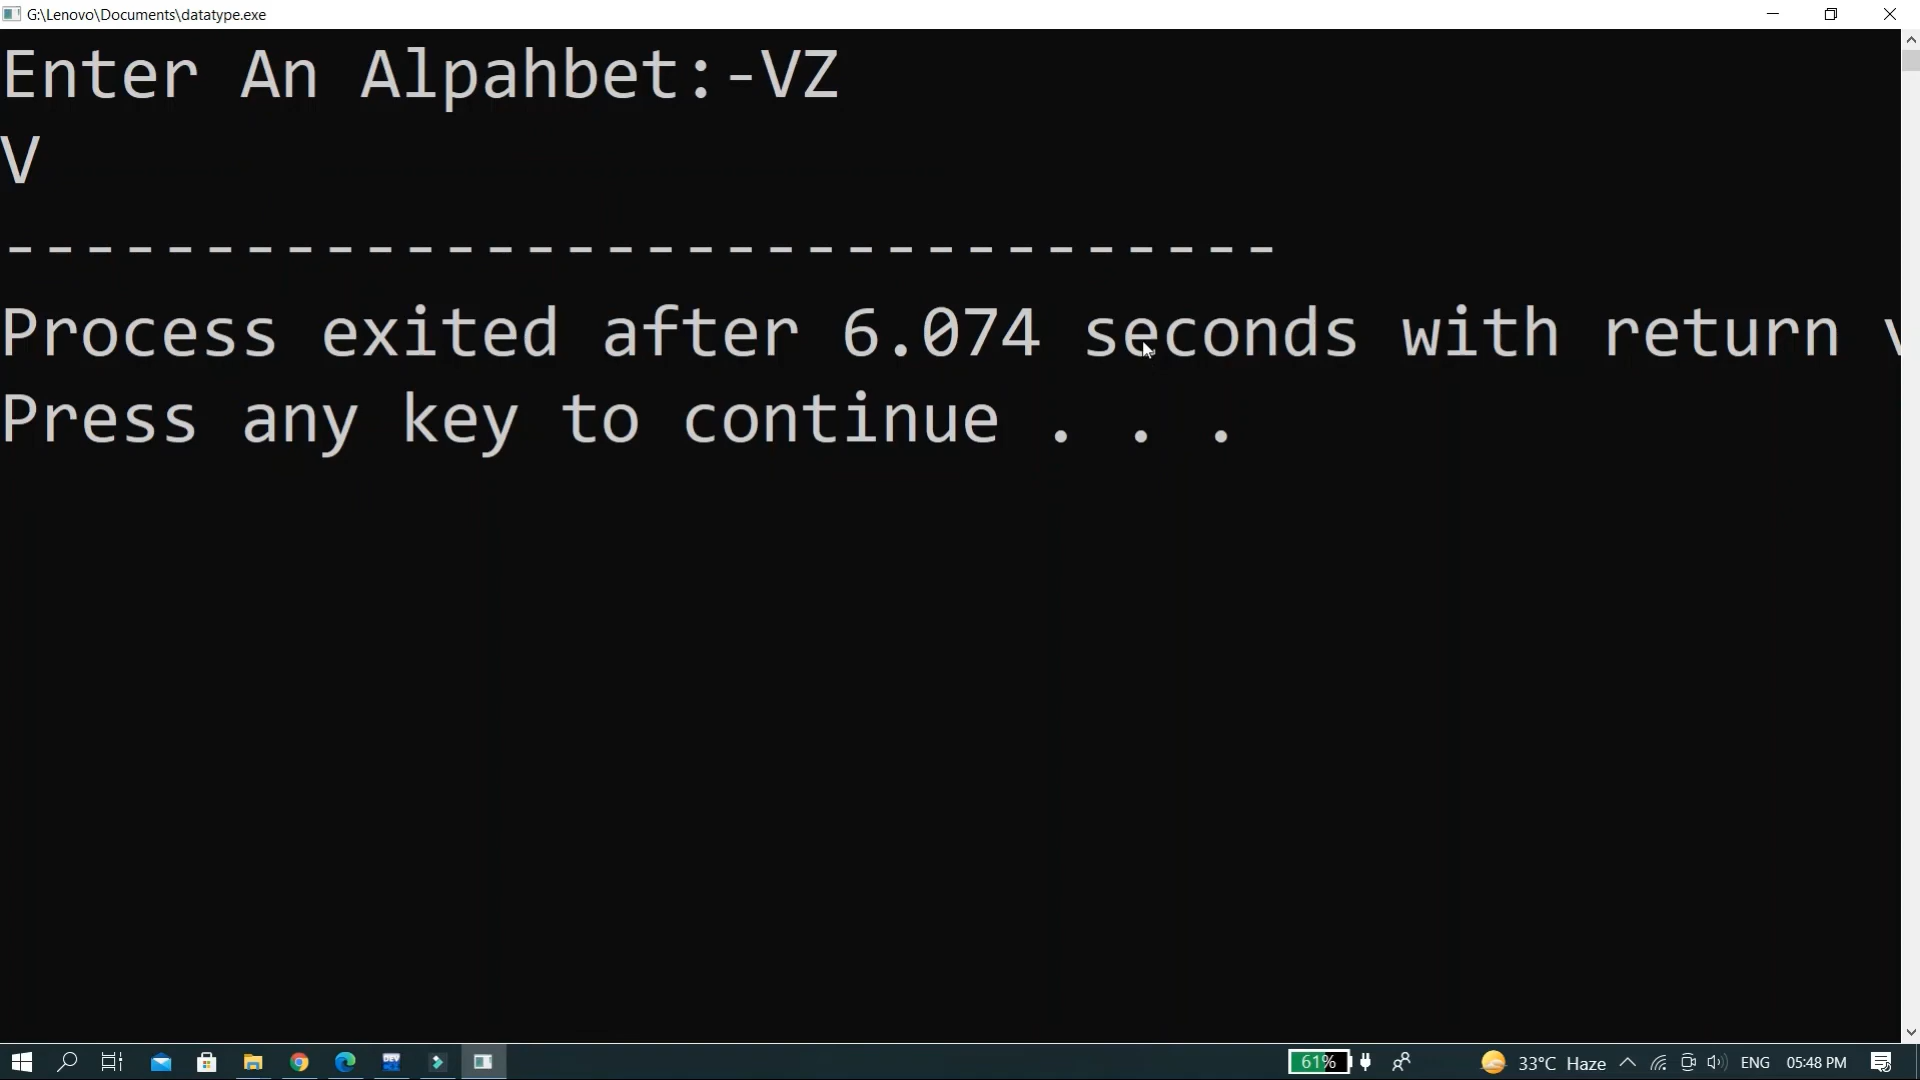 G:\Lenovo\Documents\datatype.exe
Enter An Alpahbet:-VZ
V
--------------------------------
Process exited after 6.074 seconds with return v
Press any key to continue . . .
DEV
61%
33°C Haze
ENG
05:48 PM